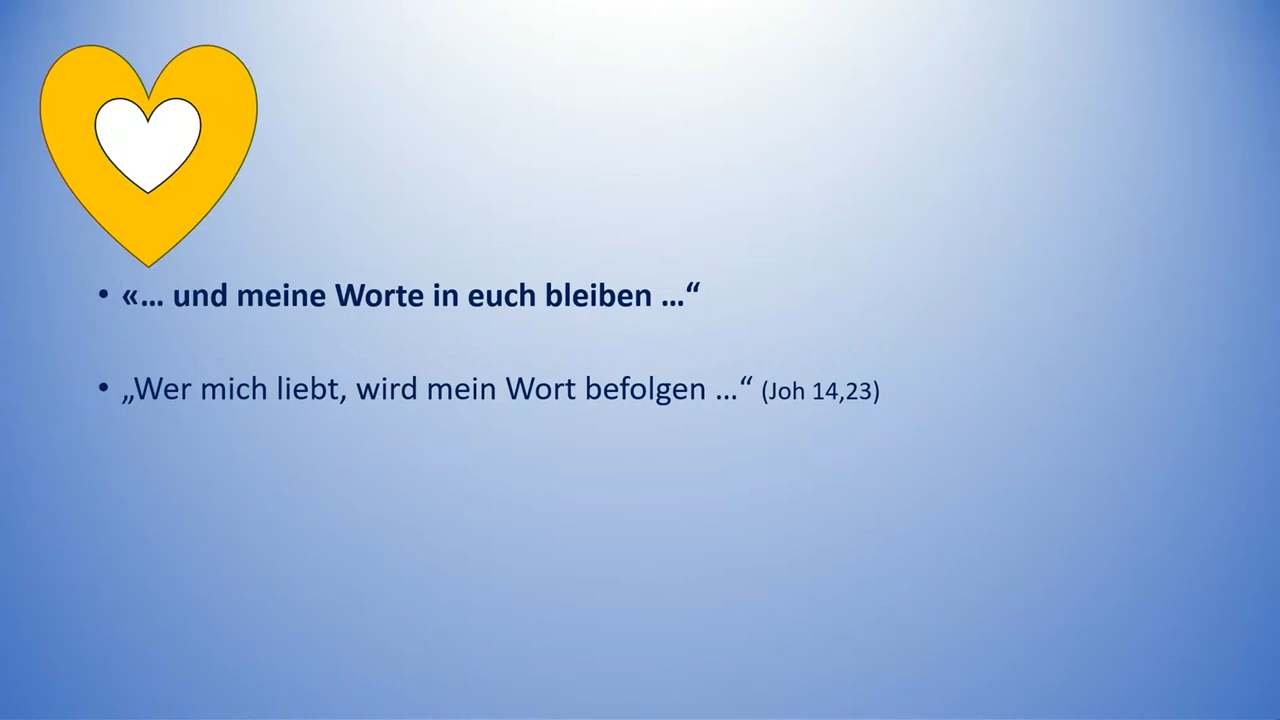 • «… und meine Worte in euch bleiben …“
• „Wer mich liebt, wird mein Wort befolgen …“ (Joh 14,23)